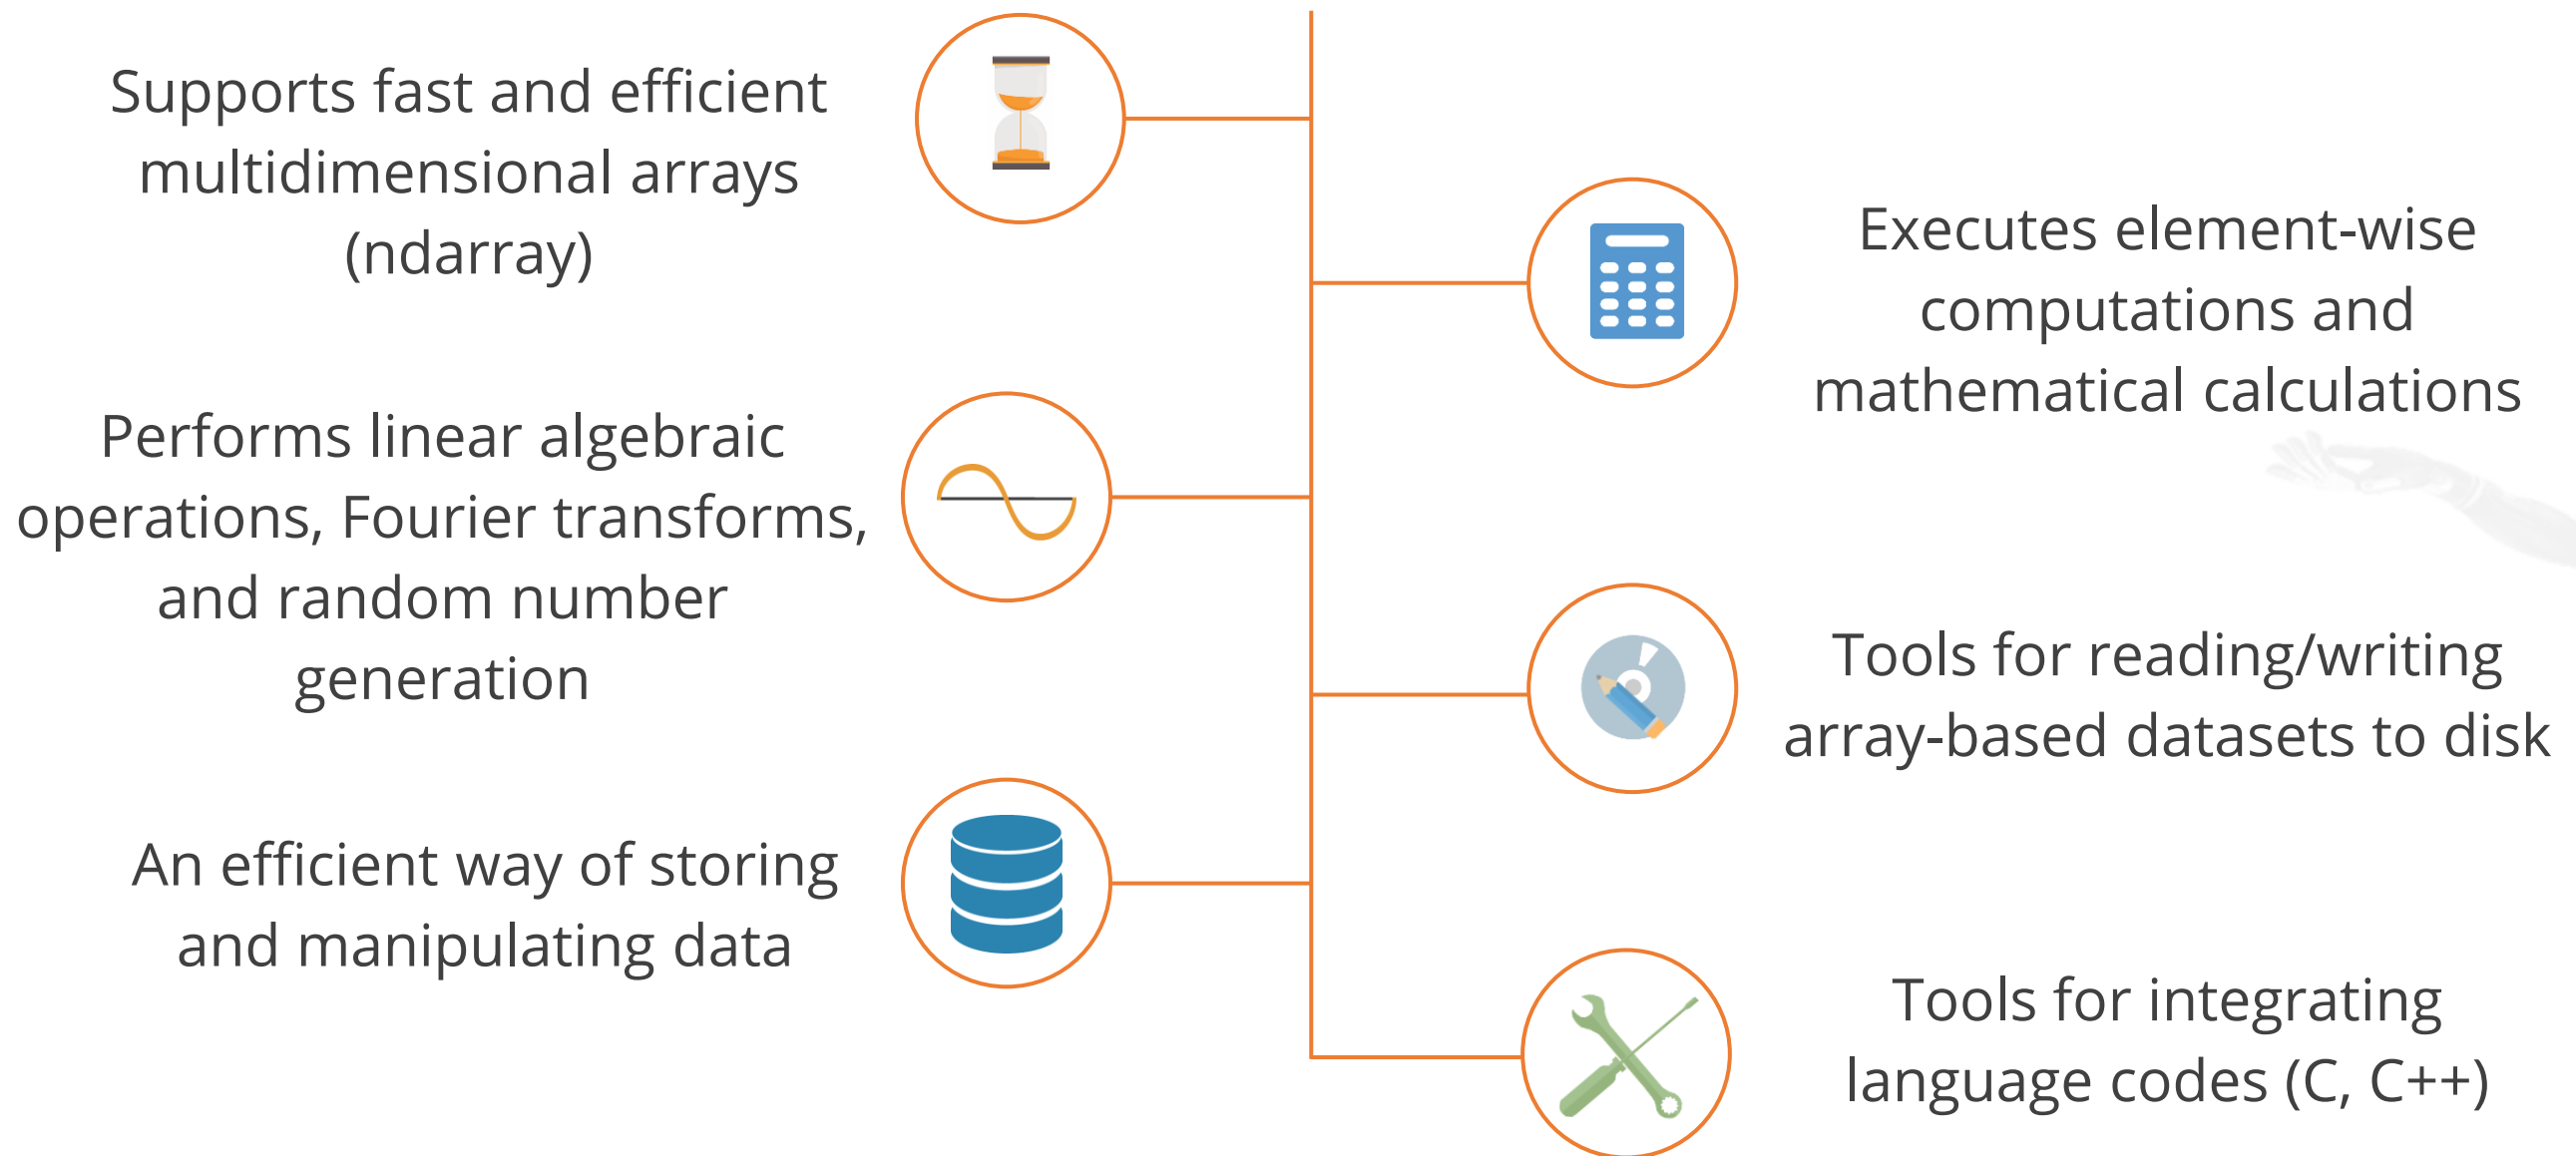 Supports fast and efficient
multidimensional arrays
(ndarray)
Executes element-wise
computations and
mathematical calculations
Performs linear algebraic
operations, Fourier transforms,
and random number
generation
Tools for reading/writing
array-based datasets to disk
An efficient way of storing
and manipulating data
Tools for integrating
language codes (C, C++)